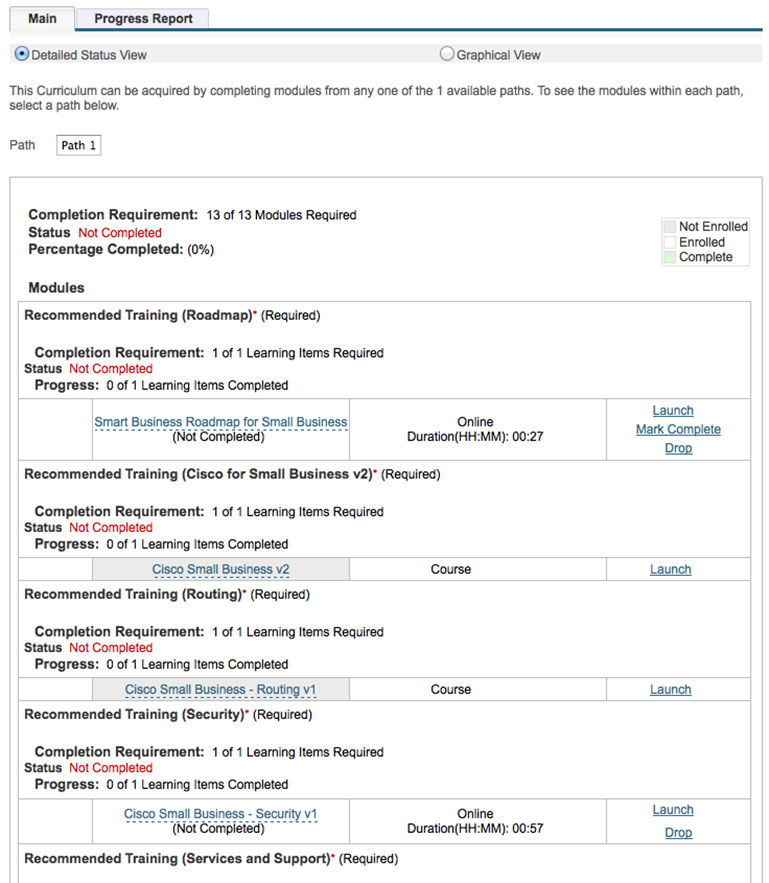 Main
Progress Report
Detailed Status View
Graphical View
This Curriculum can be acquired by completing modules from any one of the 1 available paths. To see the modules within each path,
select a path below.
Path
Path 1
Completion Requirement: 13 of 13 Modules Required
Status Not Completed
Percentage Completed: (0%)
Not Enrolled
Enrolled
Complete
Modules
Recommended Training (Roadmap)* (Required)
Completion Requirement: 1 of 1 Learning Items Required
Status Not Completed
Progress: 0 of 1 Learning Items Completed
Smart Business Roadmap for Small Business
(Not Completed)
Online
Duration(HH:MM): 00:27
Launch
Mark Complete
Drop
Recommended Training (Cisco for Small Business v2)* (Required)
Completion Requirement: 1 of 1 Learning Items Required
Status Not Completed
Progress: 0 of 1 Learning Items Completed
Cisco Small Business v2
Course
Launch
Recommended Training (Routing)* (Required)
Completion Requirement: 1 of 1 Learning Items Required
Status Not Completed
Progress: 0 of 1 Learning Items Completed
Cisco Small Business - Routing v1
Course
Launch
Recommended Training (Security)* (Required)
Completion Requirement: 1 of 1 Learning Items Required
Status Not Completed
Progress: 0 of 1 Learning Items Completed
Cisco Small Business - Security v1
(Not Completed)
Online
Duration(HH:MM): 00:57
Launch
Drop
Recommended Training (Services and Support)* (Required)